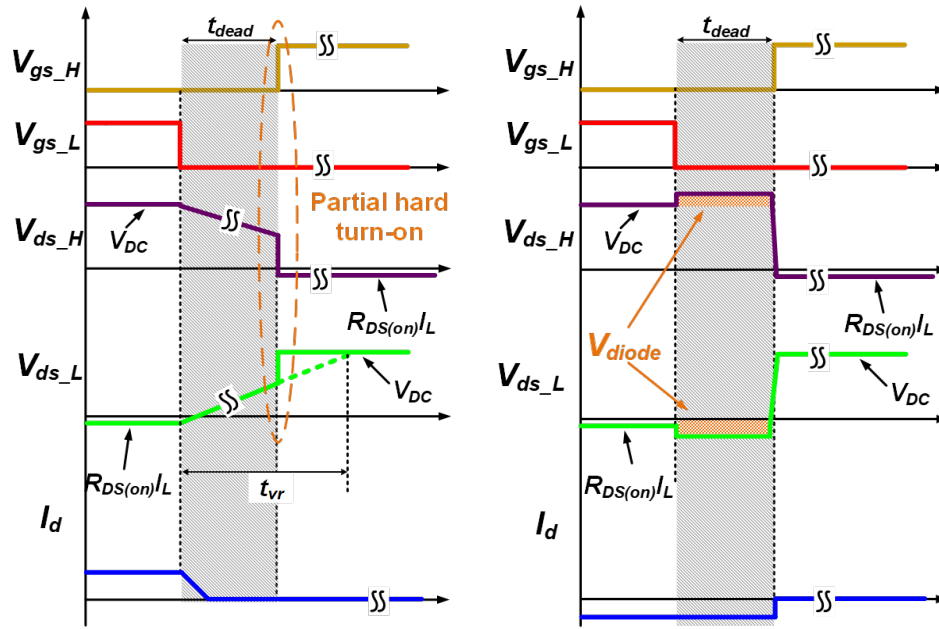 t_dead
V_gs_H
V_gs_L
Partial hard
turn-on
V_DC
V_ds_H
R_DS(on)I_L
V_ds_L
V_DC
R_DS(on)I_L
t_vr
I_d
t_dead
V_gs_H
V_gs_L
V_DC
V_ds_H
R_DS(on)I_L
V_diode
V_ds_L
V_DC
R_DS(on)I_L
I_d